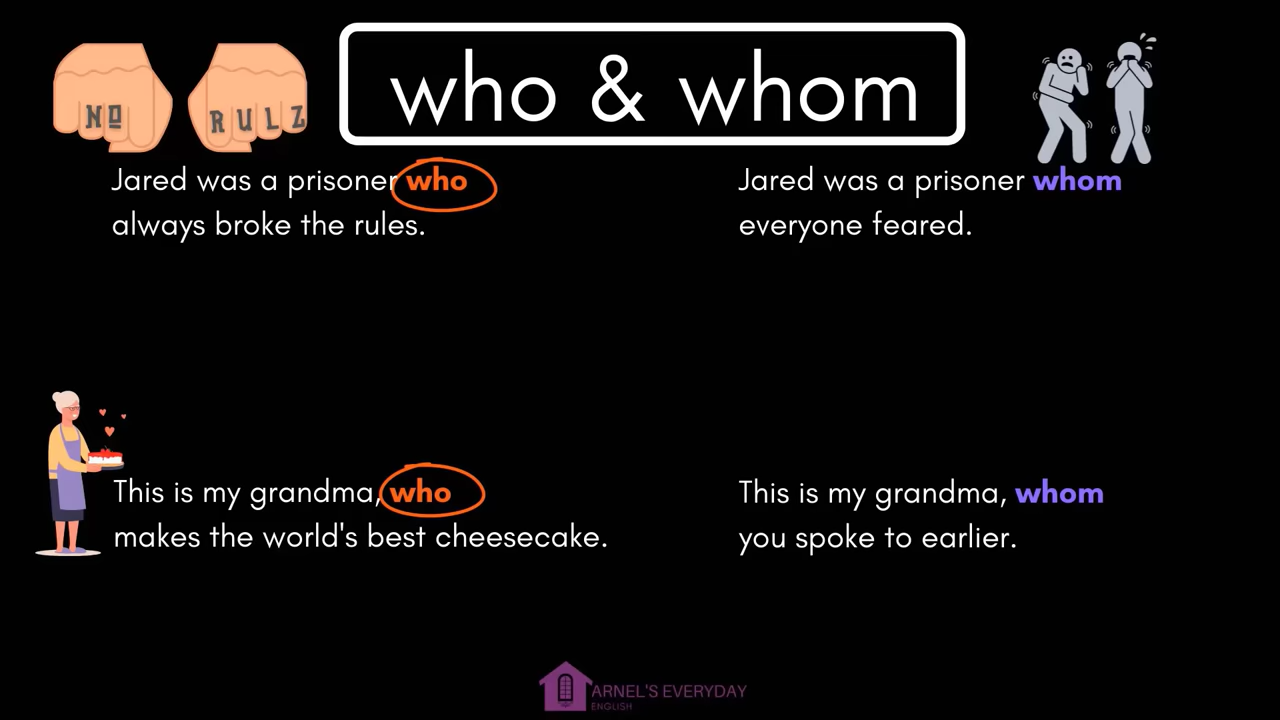 who & whom
Nº RULZ
Jared was a prisoner who
always broke the rules.
Jared was a prisoner whom
everyone feared.
This is my grandma, who
makes the world's best cheesecake.
This is my grandma, whom
you spoke to earlier.
ARNEL'S EVERYDAY
ENGLISH